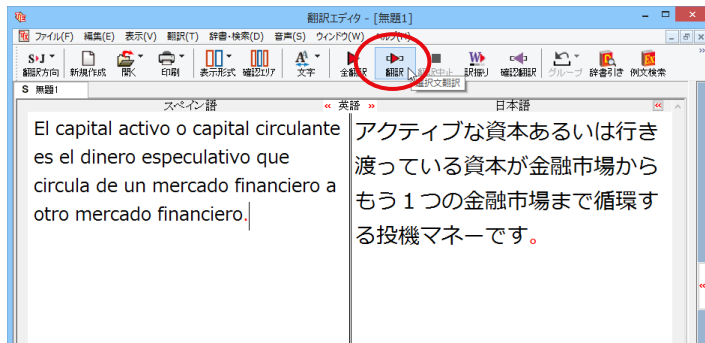 翻訳エディタ - [無題1]
ファイル(F) 編集(E) 表示(V) 翻訳(T) 辞書・検索(D) 音声(S) ウィンドウ(W) ヘルプ(H)
S›J
翻訳方向 新規作成 開く 印刷 表示形式 確認エリア 文字 全翻訳 翻訳 翻訳中止 訳振り 確認翻訳 グループ 辞書引き 例文検索
選択文翻訳
S 無題1
スペイン語 « 英語 » 日本語 «
El capital activo o capital circulante
es el dinero especulativo que
circula de un mercado financiero a
otro mercado financiero.
アクティブな資本あるいは行き
渡っている資本が金融市場から
もう１つの金融市場まで循環す
る投機マネーです。